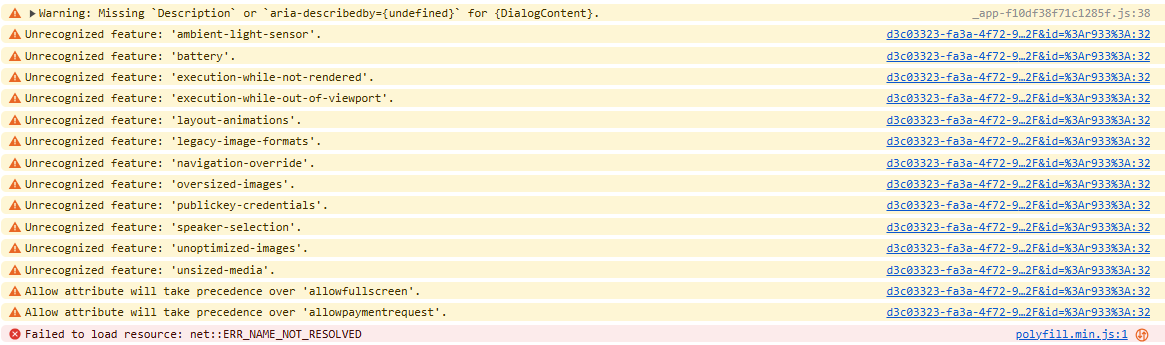 Warning: Missing `Description` or `aria-describedby={undefined}` for {DialogContent}. _app-f10df38f71c1285f.js:38
Unrecognized feature: 'ambient-light-sensor'. d3c03323-fa3a-4f72-9…2F&id=%3Ar933%3A:32
Unrecognized feature: 'battery'. d3c03323-fa3a-4f72-9…2F&id=%3Ar933%3A:32
Unrecognized feature: 'execution-while-not-rendered'. d3c03323-fa3a-4f72-9…2F&id=%3Ar933%3A:32
Unrecognized feature: 'execution-while-out-of-viewport'. d3c03323-fa3a-4f72-9…2F&id=%3Ar933%3A:32
Unrecognized feature: 'layout-animations'. d3c03323-fa3a-4f72-9…2F&id=%3Ar933%3A:32
Unrecognized feature: 'legacy-image-formats'. d3c03323-fa3a-4f72-9…2F&id=%3Ar933%3A:32
Unrecognized feature: 'navigation-override'. d3c03323-fa3a-4f72-9…2F&id=%3Ar933%3A:32
Unrecognized feature: 'oversized-images'. d3c03323-fa3a-4f72-9…2F&id=%3Ar933%3A:32
Unrecognized feature: 'publickey-credentials'. d3c03323-fa3a-4f72-9…2F&id=%3Ar933%3A:32
Unrecognized feature: 'speaker-selection'. d3c03323-fa3a-4f72-9…2F&id=%3Ar933%3A:32
Unrecognized feature: 'unoptimized-images'. d3c03323-fa3a-4f72-9…2F&id=%3Ar933%3A:32
Unrecognized feature: 'unsized-media'. d3c03323-fa3a-4f72-9…2F&id=%3Ar933%3A:32
Allow attribute will take precedence over 'allowfullscreen'. d3c03323-fa3a-4f72-9…2F&id=%3Ar933%3A:32
Allow attribute will take precedence over 'allowpaymentrequest'. d3c03323-fa3a-4f72-9…2F&id=%3Ar933%3A:32
Failed to load resource: net::ERR_NAME_NOT_RESOLVED polyfill.min.js:1